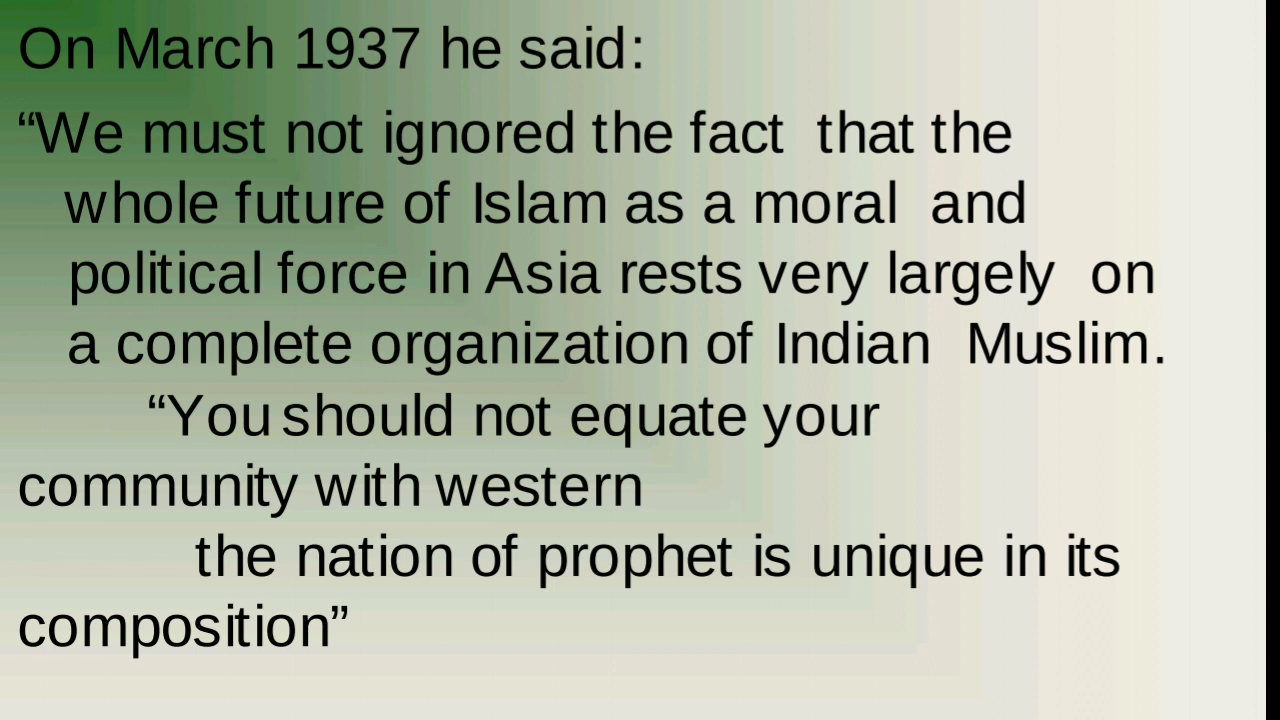 On March 1937 he said:
“We must not ignored the fact that the
whole future of Islam as a moral and
political force in Asia rests very largely on
a complete organization of Indian Muslim.
“You should not equate your
community with western
the nation of prophet is unique in its
composition”